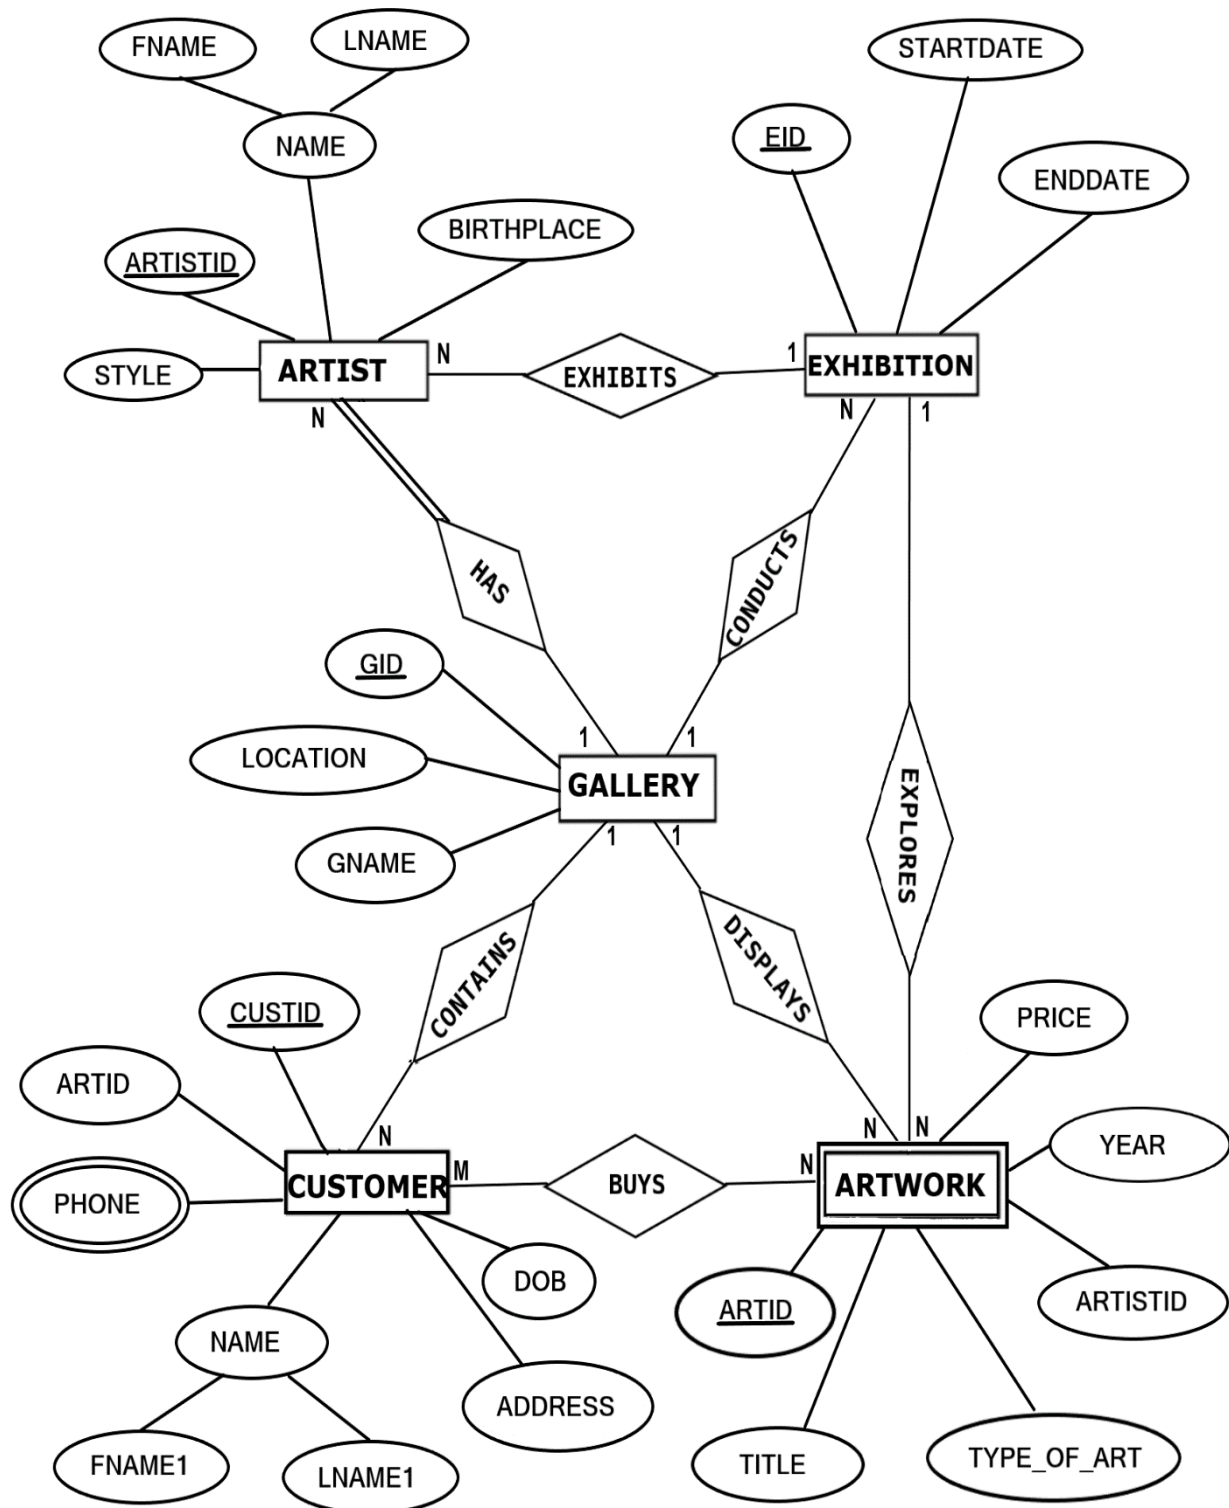 FNAME
LNAME
STARTDATE
NAME
EID
ENDDATE
BIRTHPLACE
ARTISTID
STYLE
ARTIST
N
EXHIBITS
1
EXHIBITION
N
N
1
HAS
CONDUCTS
GID
LOCATION
1
1
GALLERY
EXPLORES
GNAME
1
1
CONTAINS
DISPLAYS
CUSTID
PRICE
ARTID
N
N
N
YEAR
CUSTOMER
M
BUYS
N
ARTWORK
PHONE
DOB
ARTID
ARTISTID
NAME
ADDRESS
FNAME1
LNAME1
TITLE
TYPE_OF_ART